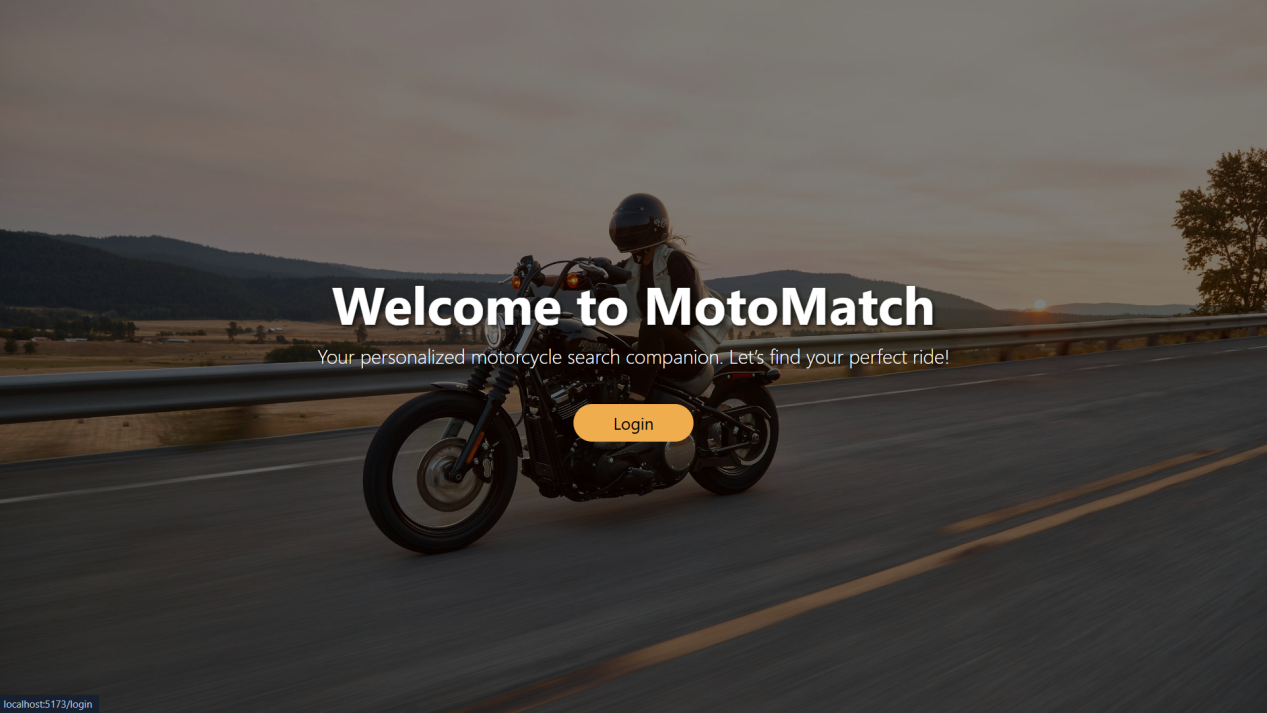 Welcome to MotoMatch
Your personalized motorcycle search companion. Let's find your perfect ride!
Login
localhost:5173/login